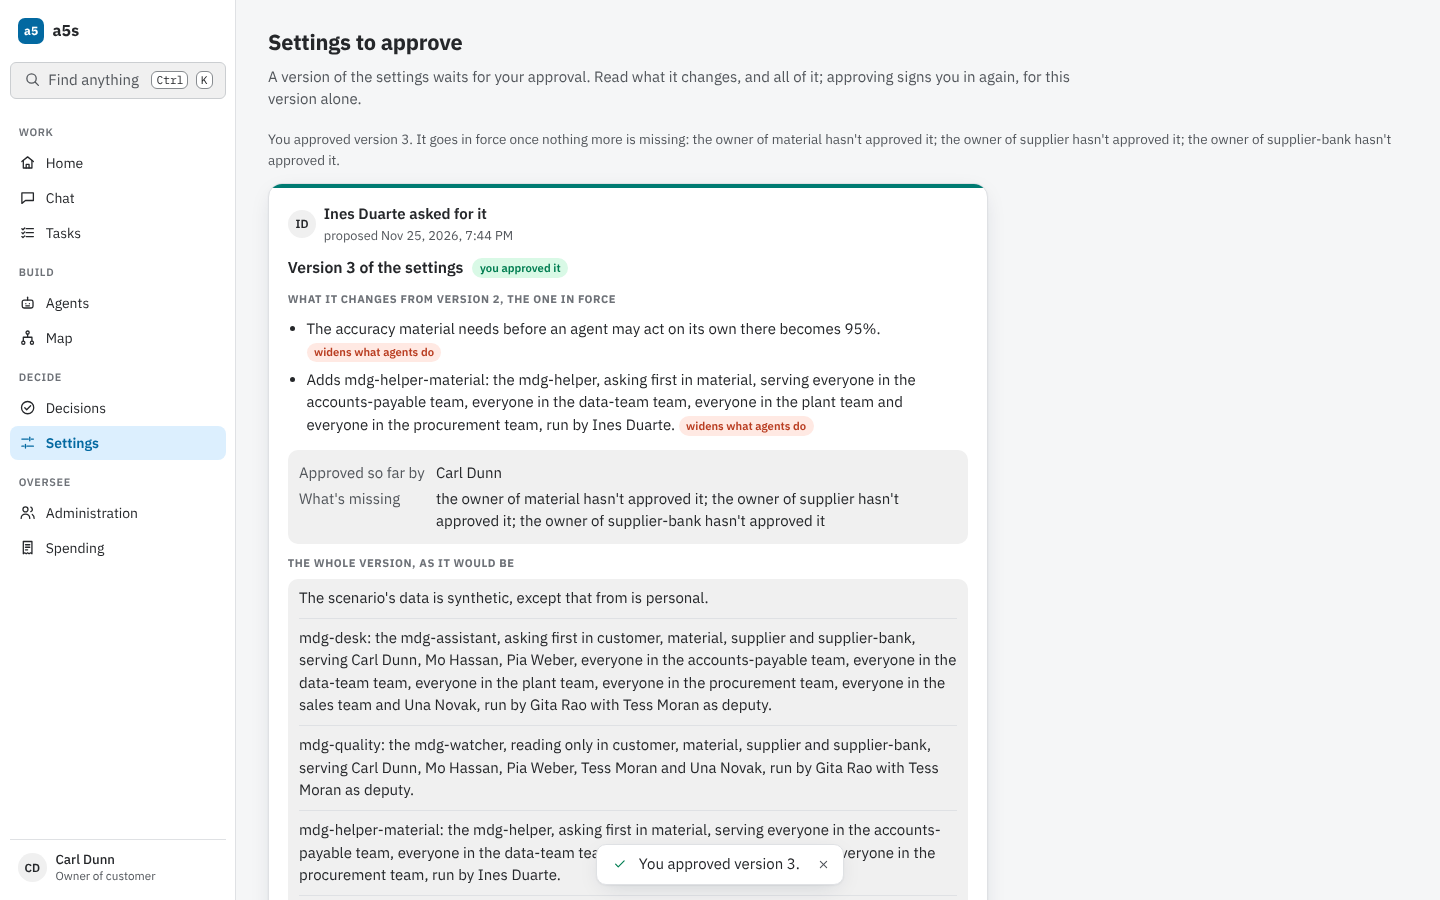 a5 a5s
Find anything Ctrl K
WORK
Home
Chat
Tasks
BUILD
Agents
Map
DECIDE
Decisions
Settings
OVERSEE
Administration
Spending
CD Carl Dunn
Owner of customer
Settings to approve
A version of the settings waits for your approval. Read what it changes, and all of it; approving signs you in again, for this
version alone.
You approved version 3. It goes in force once nothing more is missing: the owner of material hasn't approved it; the owner of supplier hasn't approved it; the owner of supplier-bank hasn't
approved it.
ID Ines Duarte asked for it
proposed Nov 25, 2026, 7:44 PM
Version 3 of the settings you approved it
WHAT IT CHANGES FROM VERSION 2, THE ONE IN FORCE
• The accuracy material needs before an agent may act on its own there becomes 95%.
widens what agents do
• Adds mdg-helper-material: the mdg-helper, asking first in material, serving everyone in the
accounts-payable team, everyone in the data-team team, everyone in the plant team and
everyone in the procurement team, run by Ines Duarte. widens what agents do
Approved so far by Carl Dunn
What's missing the owner of material hasn't approved it; the owner of supplier hasn't
approved it; the owner of supplier-bank hasn't approved it
THE WHOLE VERSION, AS IT WOULD BE
The scenario's data is synthetic, except that from is personal.
mdg-desk: the mdg-assistant, asking first in customer, material, supplier and supplier-bank,
serving Carl Dunn, Mo Hassan, Pia Weber, everyone in the accounts-payable team, everyone in the
data-team team, everyone in the plant team, everyone in the procurement team, everyone in the
sales team and Una Novak, run by Gita Rao with Tess Moran as deputy.
mdg-quality: the mdg-watcher, reading only in customer, material, supplier and supplier-bank,
serving Carl Dunn, Mo Hassan, Pia Weber, Tess Moran and Una Novak, run by Gita Rao with Tess
Moran as deputy.
mdg-helper-material: the mdg-helper, asking first in material, serving everyone in the accounts-
payable team, everyone in the data-team
everyone in the
procurement team, run by Ines Duarte.
You approved version 3.